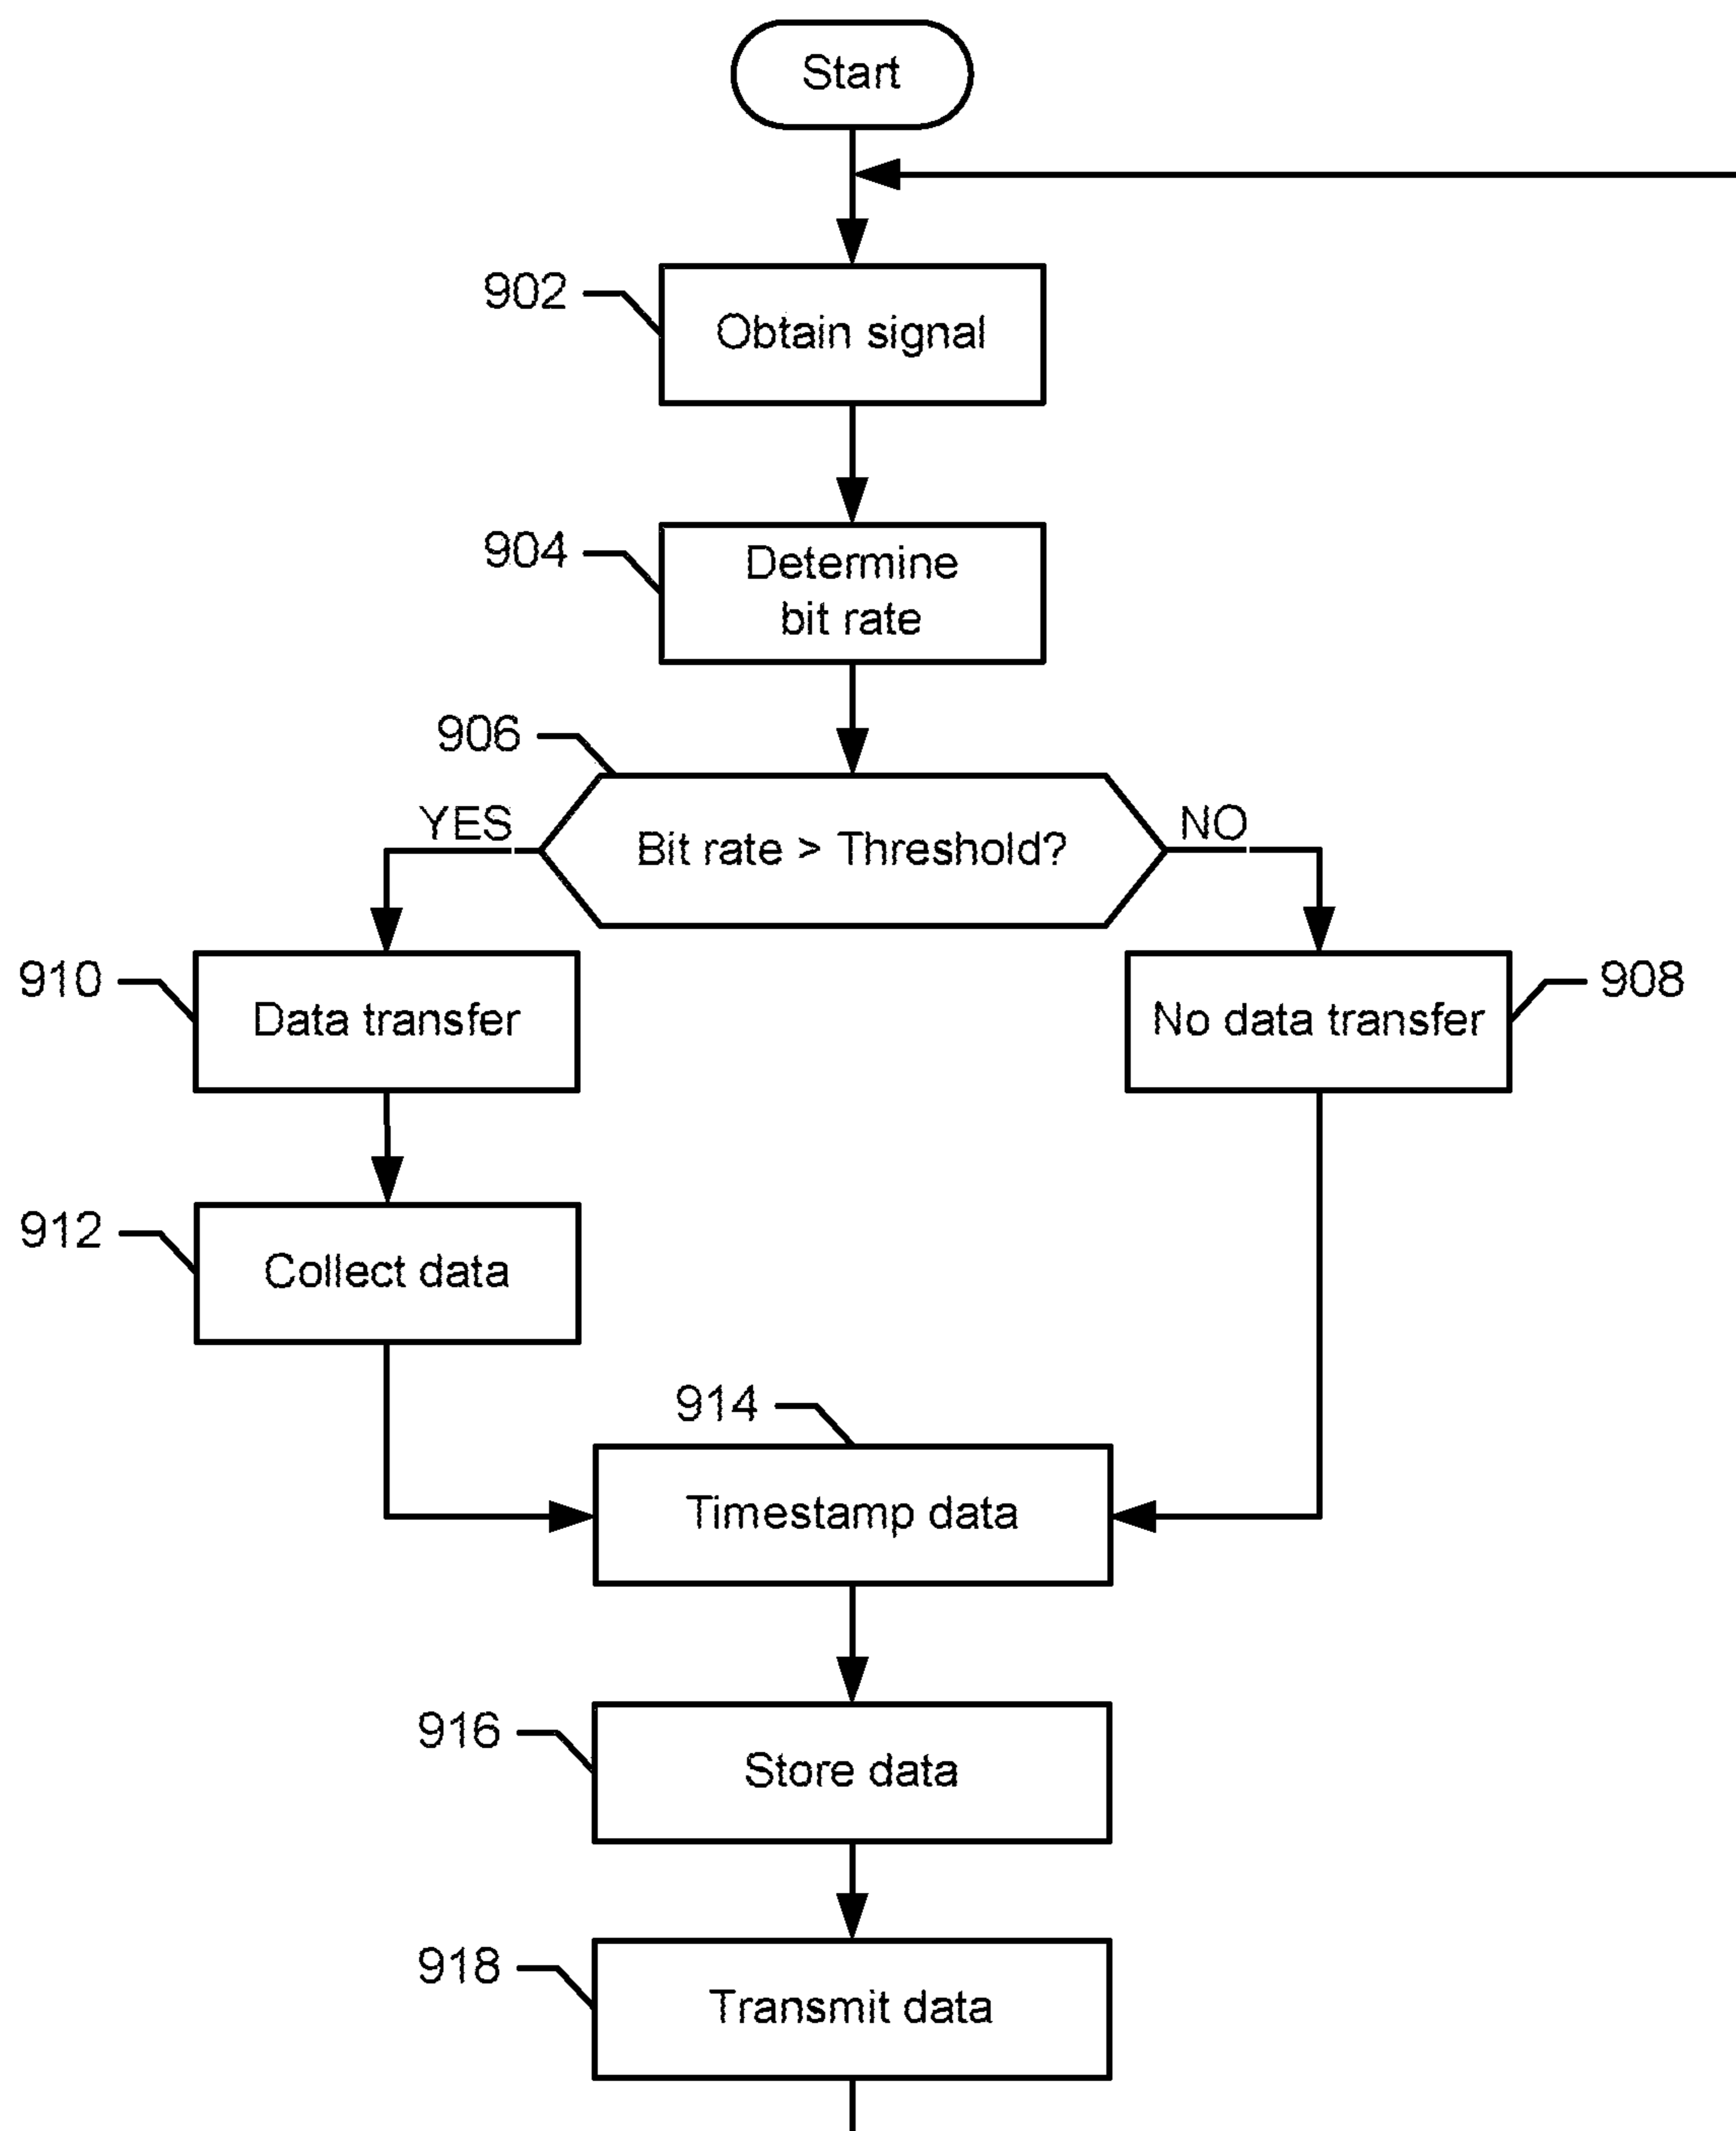 Start
902
Obtain signal
904
Determine
bit rate
906
YES
Bit rate > Threshold?
NO
910
Data transfer
No data transfer
908
912
Collect data
914
Timestamp data
916
Store data
918
Transmit data